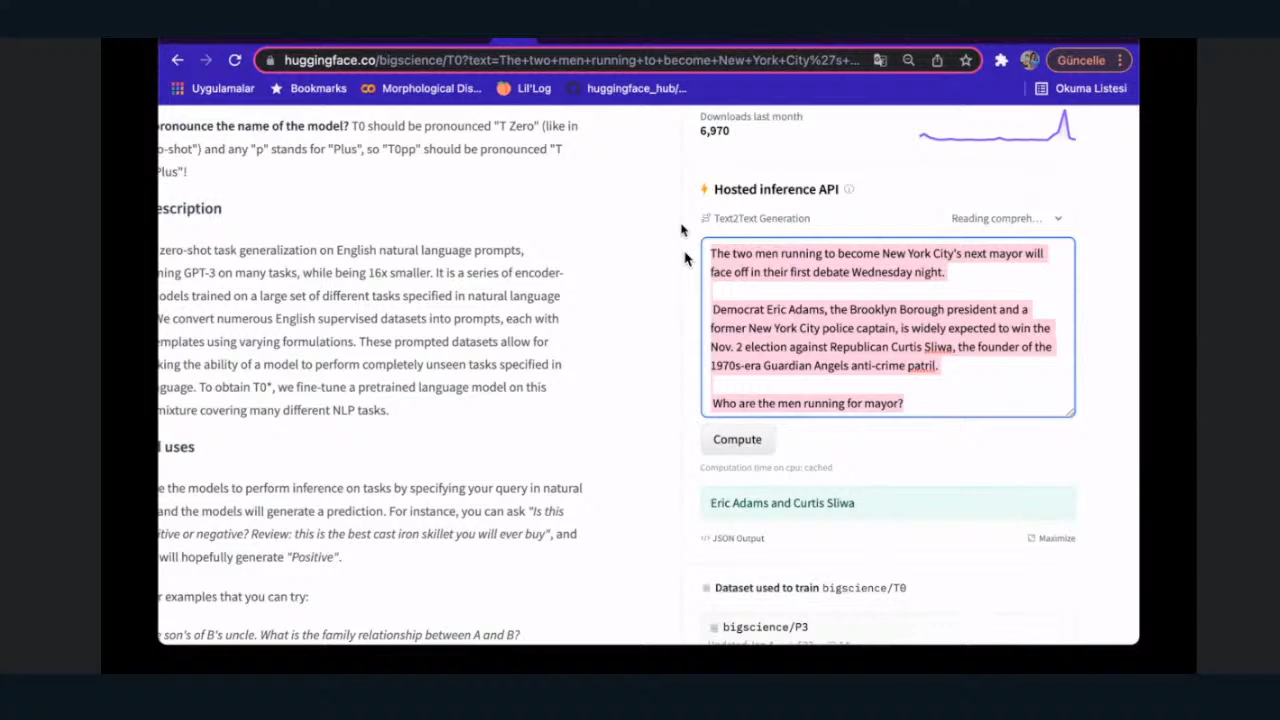 huggingface.co/bigscience/T0?text=The+two+men+running+to+become+New+York+City%27s+...
Güncelle
Uygulamalar
Bookmarks
Morphological Dis...
Lil'Log
huggingface_hub/...
Okuma Listesi
pronounce the name of the model? T0 should be pronounced "T Zero" (like in
o-shot") and any "p" stands for "Plus", so "T0pp" should be pronounced "T
Plus"!
escription
zero-shot task generalization on English natural language prompts,
ning GPT-3 on many tasks, while being 16x smaller. It is a series of encoder-
odels trained on a large set of different tasks specified in natural language
We convert numerous English supervised datasets into prompts, each with
emplates using varying formulations. These prompted datasets allow for
king the ability of a model to perform completely unseen tasks specified in
guage. To obtain T0*, we fine-tune a pretrained language model on this
mixture covering many different NLP tasks.
l uses
e the models to perform inference on tasks by specifying your query in natural
and the models will generate a prediction. For instance, you can ask "Is this
itive or negative? Review: this is the best cast iron skillet you will ever buy", and
will hopefully generate "Positive".
r examples that you can try:
e son's of B's uncle. What is the family relationship between A and B?
Downloads last month
6,970
Hosted inference API
Text2Text Generation
Reading compreh...
The two men running to become New York City's next mayor will
face off in their first debate Wednesday night.
Democrat Eric Adams, the Brooklyn Borough president and a
former New York City police captain, is widely expected to win the
Nov. 2 election against Republican Curtis Sliwa, the founder of the
1970s-era Guardian Angels anti-crime patril.
Who are the men running for mayor?
Compute
Computation time on cpu: cached
Eric Adams and Curtis Sliwa
</> JSON Output
Maximize
Dataset used to train bigscience/T0
bigscience/P3